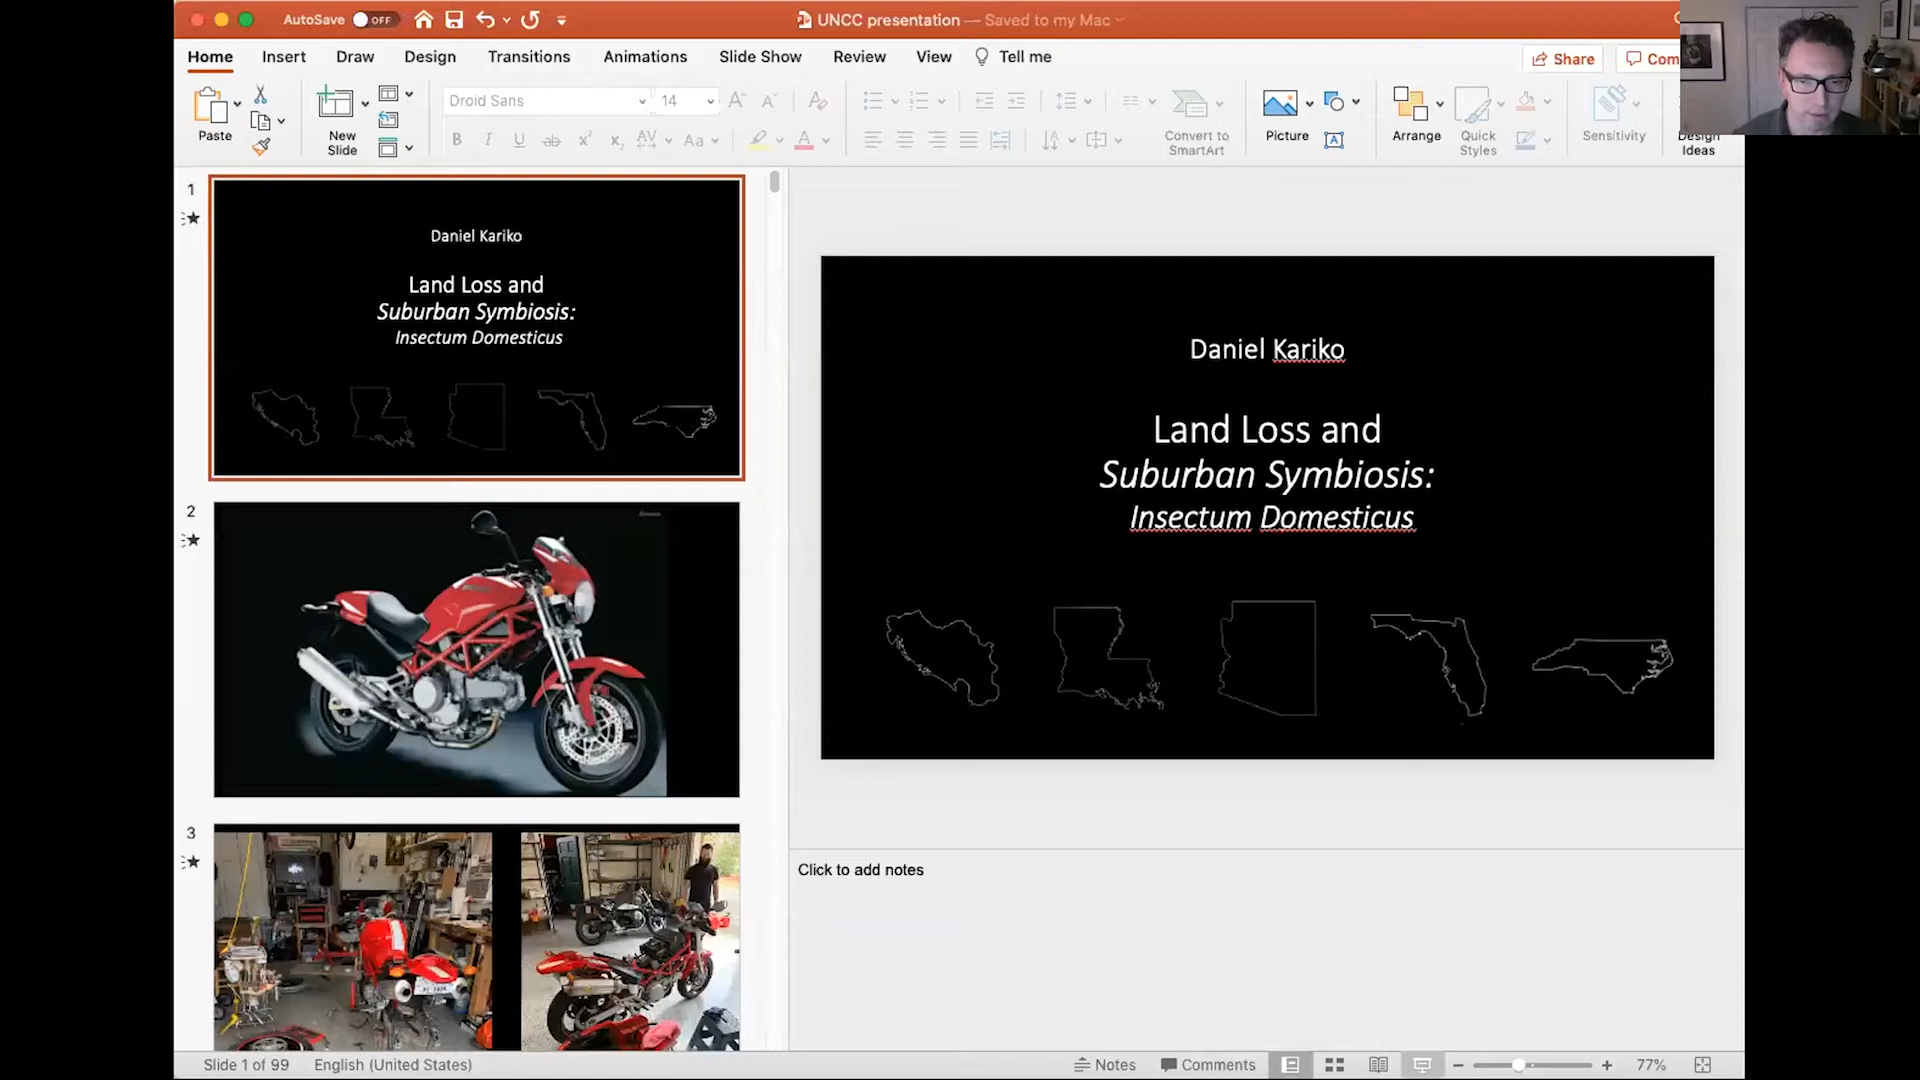 AutoSave OFF
UNCC presentation — Saved to my Mac
Home Insert Draw Design Transitions Animations Slide Show Review View Tell me
Share
Com
Paste
New
Slide
Droid Sans
14
Convert to
SmartArt
Picture
Arrange
Quick
Styles
Sensitivity
Design
Ideas
1
Daniel Kariko
Land Loss and
Suburban Symbiosis:
Insectum Domesticus
2
3
Daniel Kariko
Land Loss and
Suburban Symbiosis:
Insectum Domesticus
Click to add notes
Slide 1 of 99
English (United States)
Notes
Comments
77%